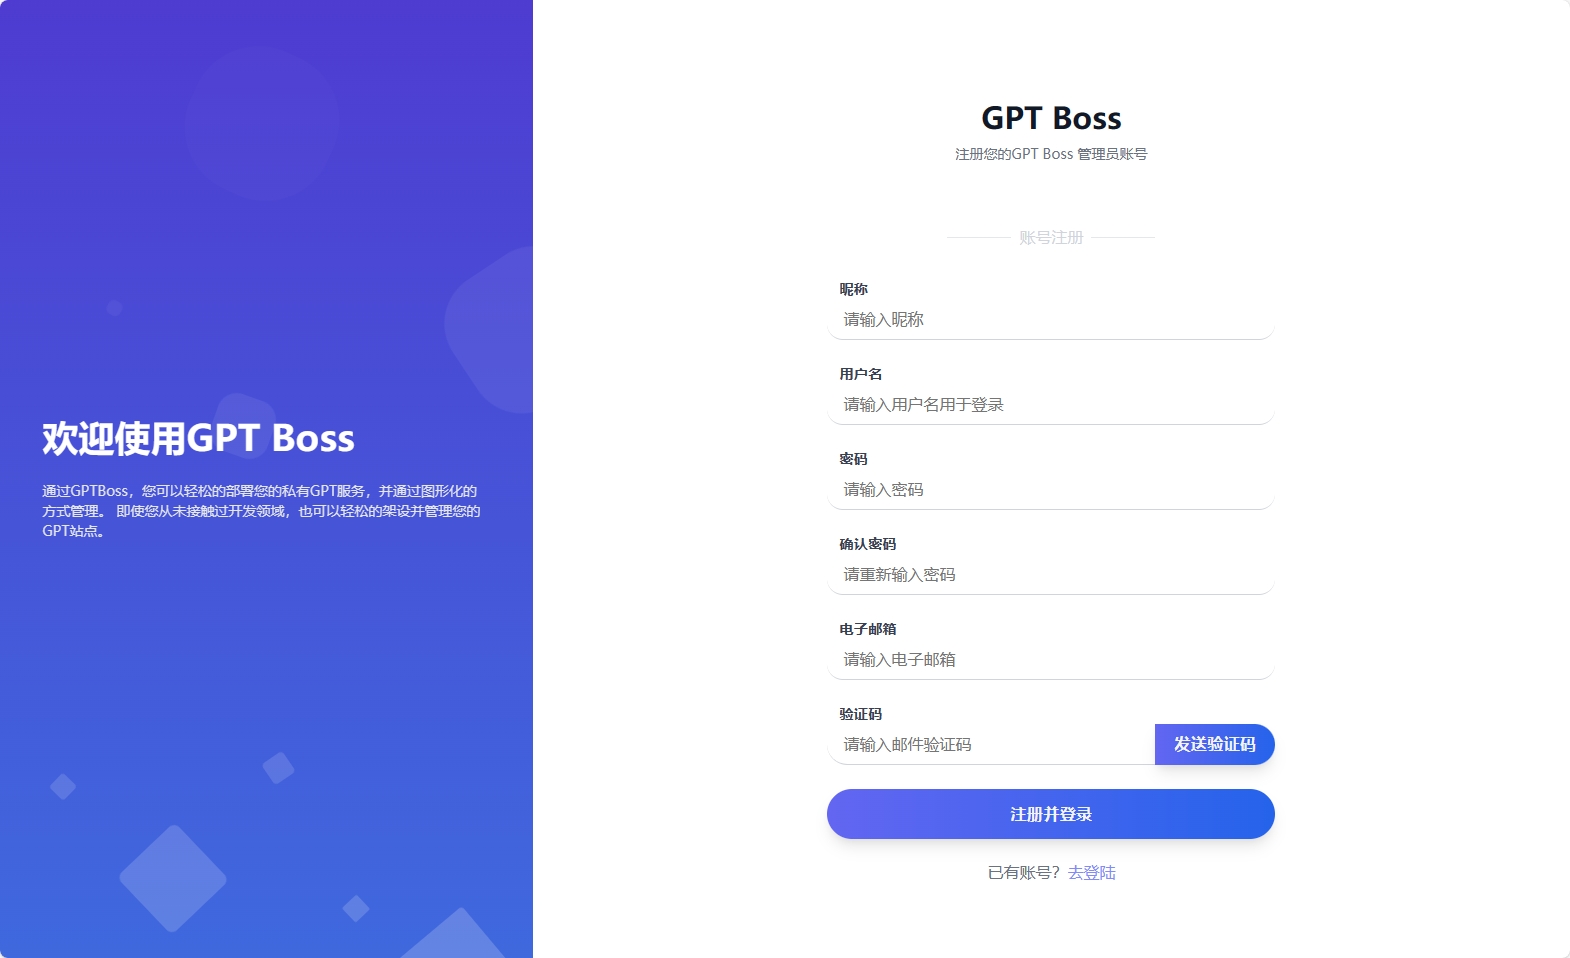 欢迎使用GPT Boss
通过GPTBoss，您可以轻松的部署您的私有GPT服务，并通过图形化的
方式管理。 即使您从未接触过开发领域，也可以轻松的架设并管理您的
GPT站点。
GPT Boss
注册您的GPT Boss 管理员账号
账号注册
昵称
请输入昵称
用户名
请输入用户名用于登录
密码
请输入密码
确认密码
请重新输入密码
电子邮箱
请输入电子邮箱
验证码
请输入邮件验证码
发送验证码
注册并登录
已有账号？去登陆